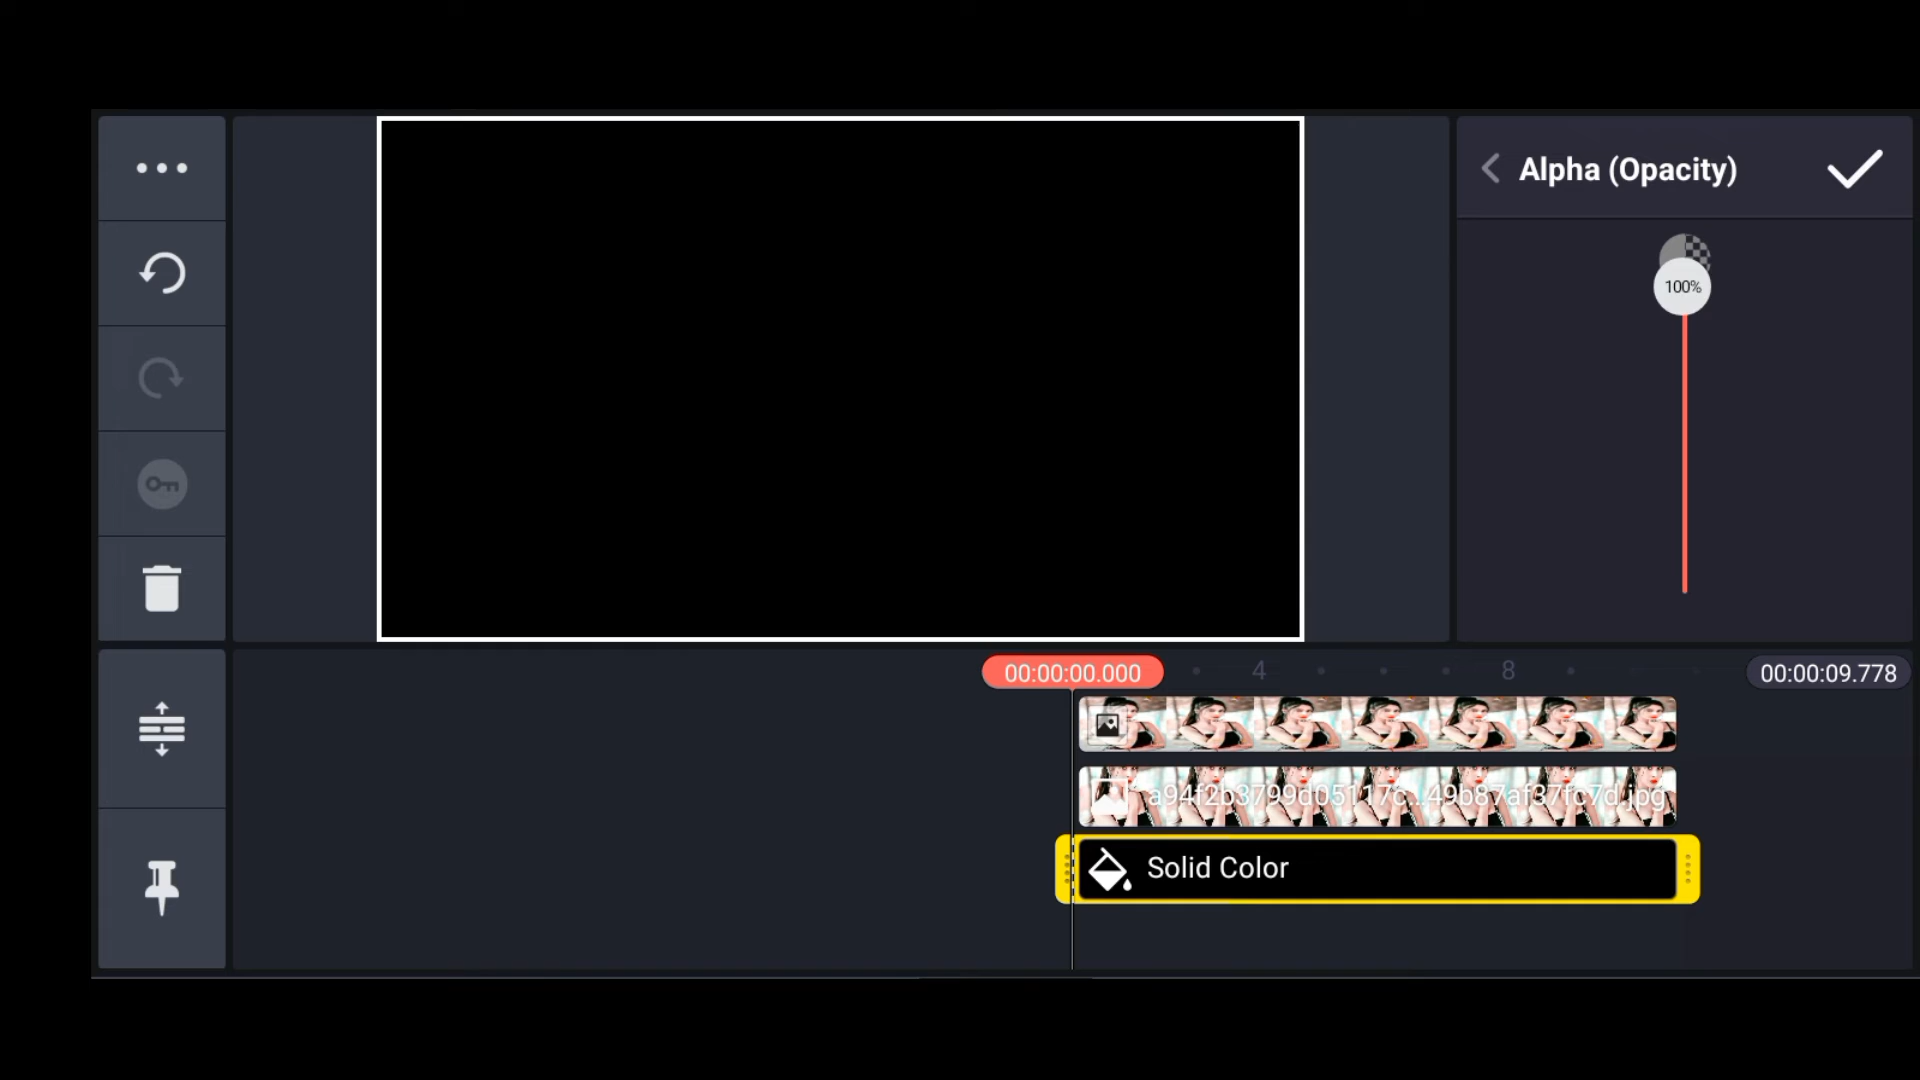 Alpha (Opacity)
100%
00:00:00.000
4
8
00:00:09.778
a94f2b3799d05117c...49b87af37fc7d.jpg
Solid Color